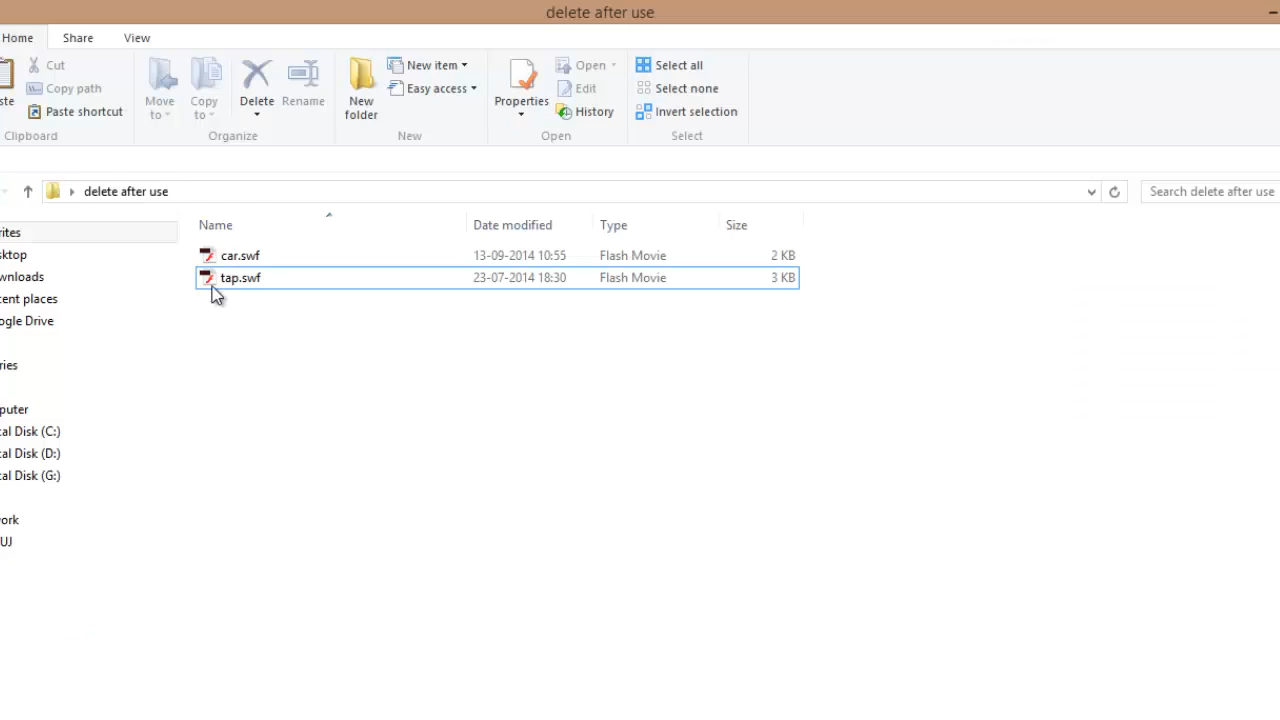 delete after use
Home Share View
Cut
Copy path
ste
Paste shortcut
Clipboard
Move to
Copy to
Delete
Rename
Organize
New folder
New item
Easy access
New
Properties
Open
Edit
History
Open
Select all
Select none
Invert selection
Select
delete after use
Search delete after use
Name Date modified Type Size
car.swf 13-09-2014 10:55 Flash Movie 2 KB
tap.swf 23-07-2014 18:30 Flash Movie 3 KB
rites
sktop
wnloads
cent places
ogle Drive
ries
puter
cal Disk (C:)
cal Disk (D:)
cal Disk (G:)
work
UJ